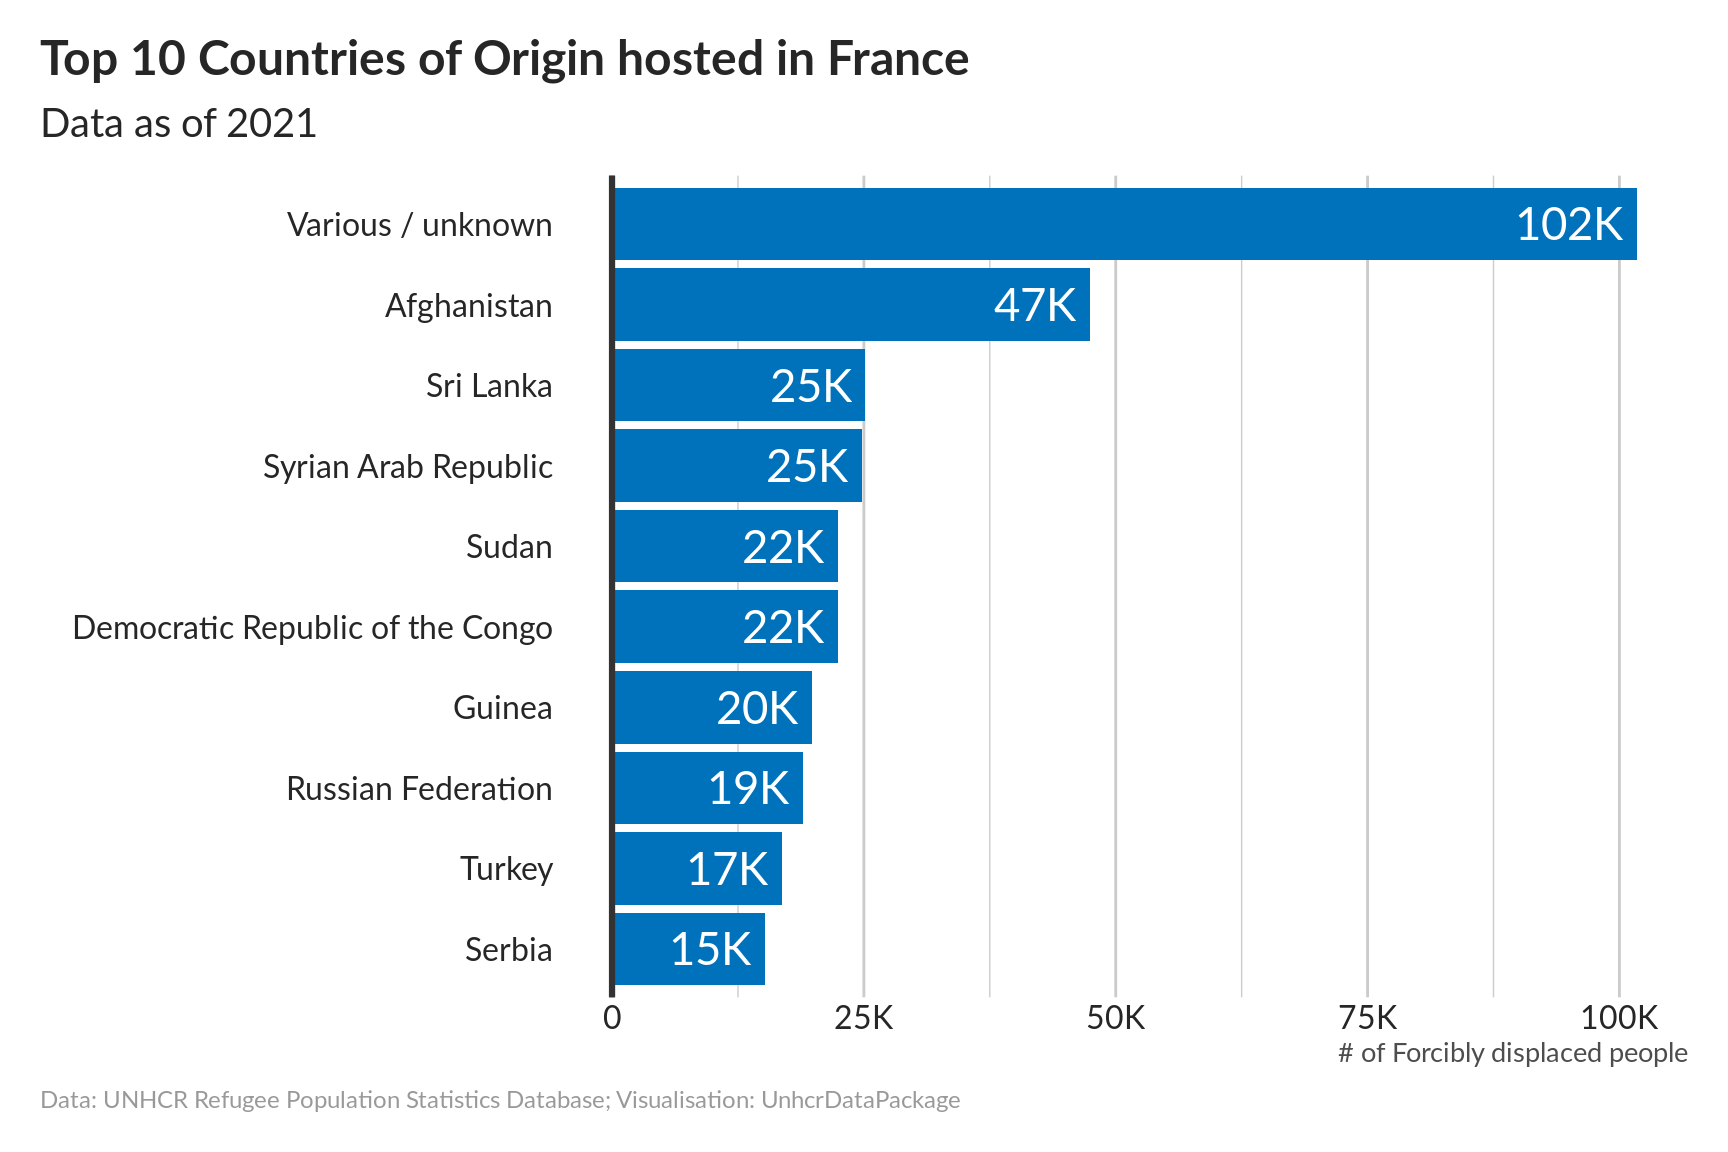 Top 10 Countries of Origin hosted in France
Data as of 2021
Various / unknown 102K
Afghanistan 47K
Sri Lanka 25K
Syrian Arab Republic 25K
Sudan 22K
Democratic Republic of the Congo 22K
Guinea 20K
Russian Federation 19K
Turkey 17K
Serbia 15K
0 25K 50K 75K 100K
# of Forcibly displaced people
Data: UNHCR Refugee Population Statistics Database; Visualisation: UnhcrDataPackage